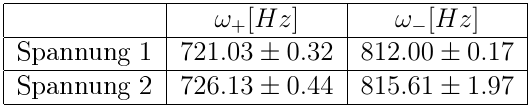 ω₊[Hz] ω₋[Hz]
Spannung 1 721.03 ± 0.32 812.00 ± 0.17
Spannung 2 726.13 ± 0.44 815.61 ± 1.97